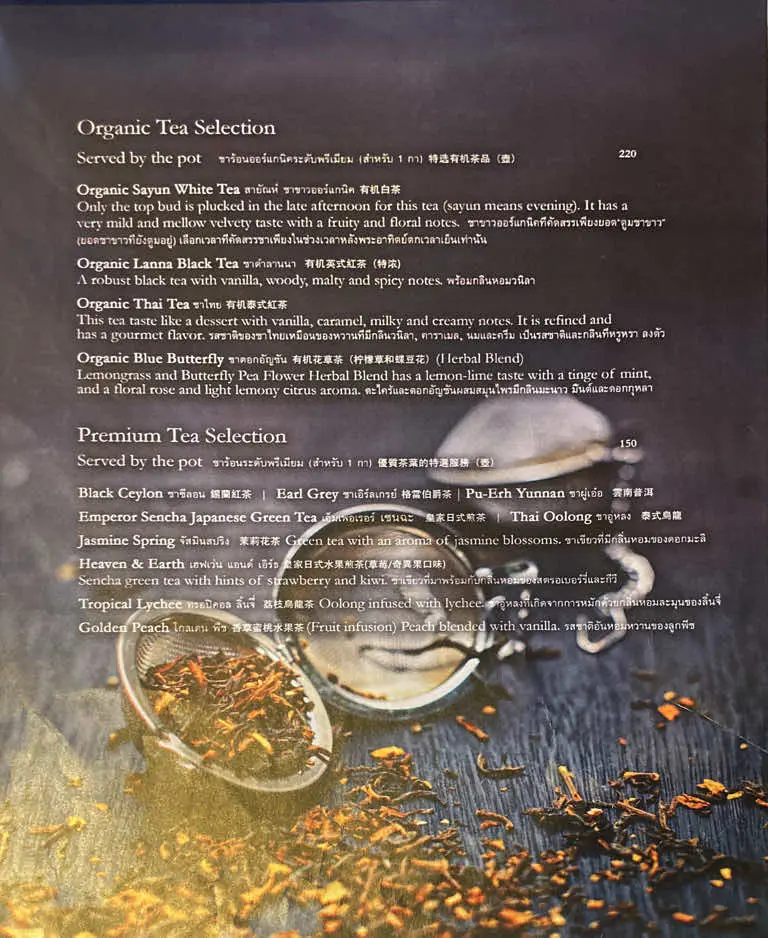 Organic Tea Selection
Served by the pot ชาร้อนออร์แกนิคระดับพรีเมียม (สำหรับ 1 กา) 特选有机茶品（壶） 220
Organic Sayun White Tea สายัณห์ ชาขาวออร์แกนิค 有机白茶
Only the top bud is plucked in the late afternoon for this tea (sayun means evening). It has a
very mild and mellow velvety taste with a fruity and floral notes. ชาขาวออร์แกนิคที่คัดสรรเพียงยอด"ตูมชาขาว"
(ยอดชาขาวที่ยังตูมอยู่) เลือกเวลาที่คัดสรรชาเพียงในช่วงเวลาหลังพระอาทิตย์ตกเวลาเย็นเท่านั้น
Organic Lanna Black Tea ชาดำลานนา 有机英式紅茶（特浓）
A robust black tea with vanilla, woody, malty and spicy notes. พร้อมกลิ่นหอมวนิลา
Organic Thai Tea ชาไทย 有机泰式紅茶
This tea taste like a dessert with vanilla, caramel, milky and creamy notes. It is refined and
has a gourmet flavor. รสชาติของชาไทยเหมือนของหวานที่มีกลิ่นวนิลา, คาราเมล, นมและครีม เป็นรสชาติและกลิ่นที่หรูหรา ลงตัว
Organic Blue Butterfly ชาดอกอัญชัน 有机花草茶（柠檬草和蝶豆花）(Herbal Blend)
Lemongrass and Butterfly Pea Flower Herbal Blend has a lemon-lime taste with a tinge of mint,
and a floral rose and light lemony citrus aroma. ตะไคร้และดอกอัญชันผสมสมุนไพรมีกลิ่นมะนาว มิ้นต์และดอกกุหลา
Premium Tea Selection
Served by the pot ชาร้อนระดับพรีเมียม (สำหรับ 1 กา) 優質茶葉的特選服務（壺） 150
Black Ceylon ชาซีลอน 錫蘭紅茶 | Earl Grey ชาเอิร์ลเกรย์ 格雷伯爵茶 | Pu-Erh Yunnan ชาผู่เอ๋อ 雲南普洱
Emperor Sencha Japanese Green Tea เอ็มเพอเรอร์ เซนฉะ 皇家日式煎茶 | Thai Oolong ชาอู่หลง 泰式烏龍
Jasmine Spring จัสมินสปริง 茉莉花茶 Green tea with an aroma of jasmine blossoms. ชาเขียวที่มีกลิ่นหอมของดอกมะลิ
Heaven & Earth เฮฟเว่น แอนด์ เอิร์ธ 皇家日式水果煎茶(草莓/奇異果口味)
Sencha green tea with hints of strawberry and kiwi. ชาเขียวที่มาพร้อมกับกลิ่นหอมของสตรอเบอร์รี่และกีวี
Tropical Lychee ทรอปิคอล ลิ้นจี่ 荔枝烏龍茶 Oolong infused with lychee. ชาอู่หลงที่เกิดจากการหมักด้วยกลิ่นหอมละมุนของลิ้นจี่
Golden Peach โกลเดน พีช 香草蜜桃水果茶 (Fruit infusion) Peach blended with vanilla. รสชาติอันหอมหวานของลูกพีช